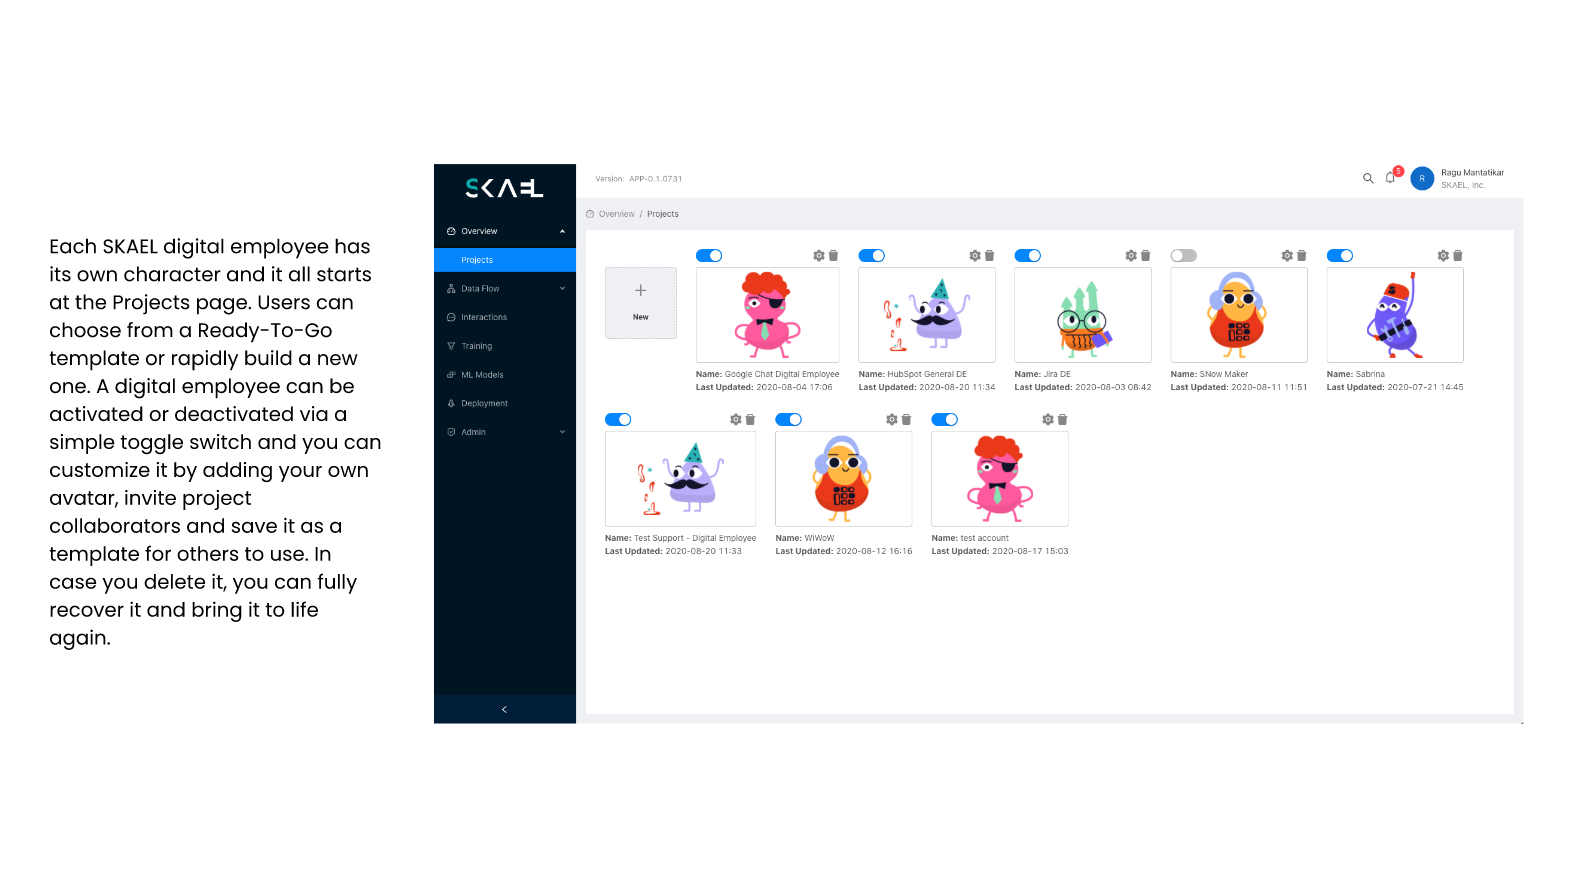 Each SKAEL digital employee has
its own character and it all starts
at the Projects page. Users can
choose from a Ready-To-Go
template or rapidly build a new
one. A digital employee can be
activated or deactivated via a
simple toggle switch and you can
customize it by adding your own
avatar, invite project
collaborators and save it as a
template for others to use. In
case you delete it, you can fully
recover it and bring it to life
again.
SKAEL
Overview
Projects
Data Flow
Interactions
Training
ML Models
Deployment
Admin
Version: APP-0.1.0731
5
R
Ragu Mantatikar
SKAEL, Inc.
Overview / Projects
New
Name: Google Chat Digital Employee
Last Updated: 2020-08-04 17:06
Name: HubSpot General DE
Last Updated: 2020-08-20 11:34
Name: Jira DE
Last Updated: 2020-08-03 08:42
Name: SNow Maker
Last Updated: 2020-08-11 11:51
S
Name: Sabrina
Last Updated: 2020-07-21 14:45
Name: Test Support - Digital Employee
Last Updated: 2020-08-20 11:33
Name: WiWoW
Last Updated: 2020-08-12 16:16
Name: test account
Last Updated: 2020-08-17 15:03